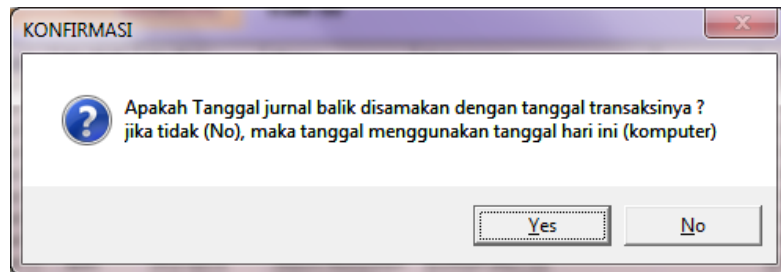 KONFIRMASI
Apakah Tanggal jurnal balik disamakan dengan tanggal transaksinya ?
jika tidak (No), maka tanggal menggunakan tanggal hari ini (komputer)
Yes
No